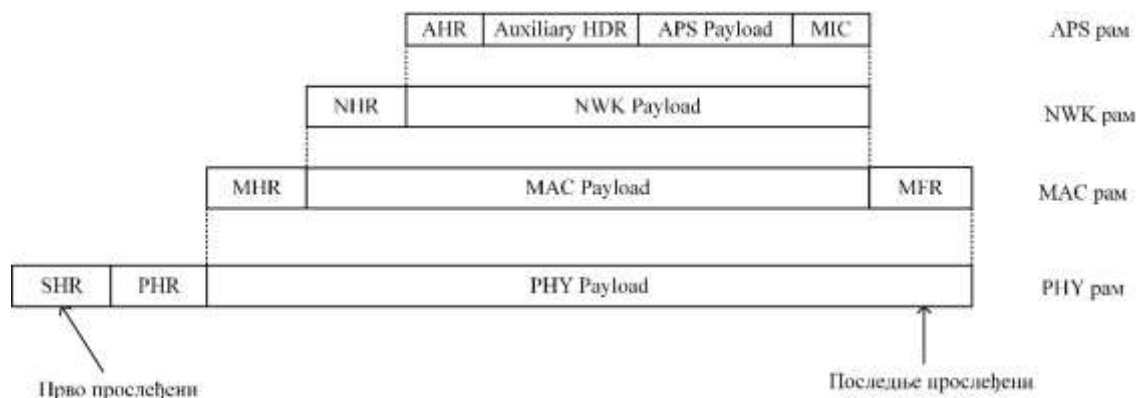 AHR Auxiliary HDR APS Payload MIC APS рам
NHR NWK Payload NWK рам
MHR MAC Payload MFR MAC рам
SHR PHR PHY Payload PHY рам
Прво прослеђени Последње прослеђени